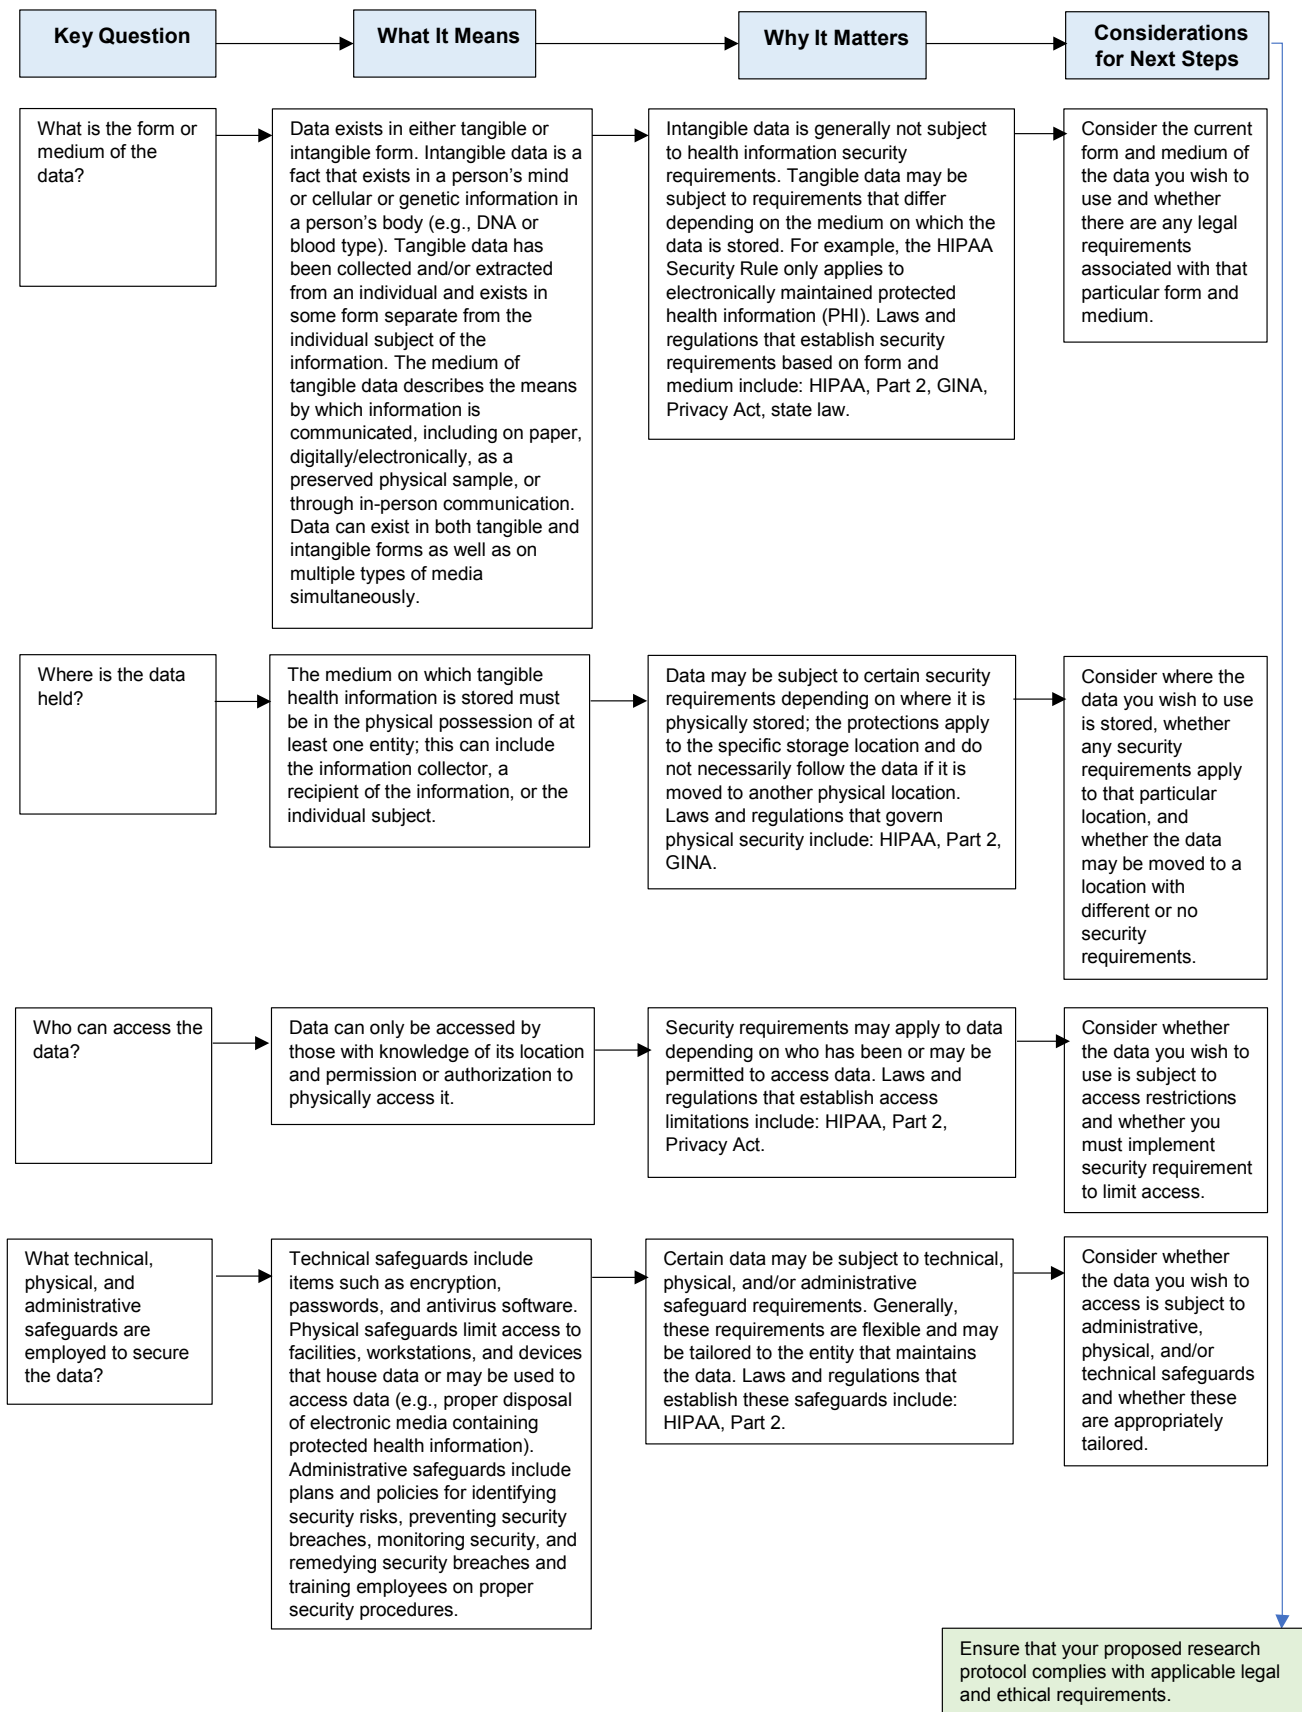 Key Question
What It Means
Why It Matters
Considerations
for Next Steps
What is the form or
medium of the
data?
Data exists in either tangible or
intangible form. Intangible data is a
fact that exists in a person’s mind
or cellular or genetic information in
a person’s body (e.g., DNA or
blood type). Tangible data has
been collected and/or extracted
from an individual and exists in
some form separate from the
individual subject of the
information. The medium of
tangible data describes the means
by which information is
communicated, including on paper,
digitally/electronically, as a
preserved physical sample, or
through in-person communication.
Data can exist in both tangible and
intangible forms as well as on
multiple types of media
simultaneously.
Intangible data is generally not subject
to health information security
requirements. Tangible data may be
subject to requirements that differ
depending on the medium on which the
data is stored. For example, the HIPAA
Security Rule only applies to
electronically maintained protected
health information (PHI). Laws and
regulations that establish security
requirements based on form and
medium include: HIPAA, Part 2, GINA,
Privacy Act, state law.
Consider the current
form and medium of
the data you wish to
use and whether
there are any legal
requirements
associated with that
particular form and
medium.
Where is the data
held?
The medium on which tangible
health information is stored must
be in the physical possession of at
least one entity; this can include
the information collector, a
recipient of the information, or the
individual subject.
Data may be subject to certain security
requirements depending on where it is
physically stored; the protections apply
to the specific storage location and do
not necessarily follow the data if it is
moved to another physical location.
Laws and regulations that govern
physical security include: HIPAA, Part 2,
GINA.
Consider where the
data you wish to use
is stored, whether
any security
requirements apply
to that particular
location, and
whether the data
may be moved to a
location with
different or no
security
requirements.
Who can access the
data?
Data can only be accessed by
those with knowledge of its location
and permission or authorization to
physically access it.
Security requirements may apply to data
depending on who has been or may be
permitted to access data. Laws and
regulations that establish access
limitations include: HIPAA, Part 2,
Privacy Act.
Consider whether
the data you wish to
use is subject to
access restrictions
and whether you
must implement
security requirement
to limit access.
What technical,
physical, and
administrative
safeguards are
employed to secure
the data?
Technical safeguards include
items such as encryption,
passwords, and antivirus software.
Physical safeguards limit access to
facilities, workstations, and devices
that house data or may be used to
access data (e.g., proper disposal
of electronic media containing
protected health information).
Administrative safeguards include
plans and policies for identifying
security risks, preventing security
breaches, monitoring security, and
remedying security breaches and
training employees on proper
security procedures.
Certain data may be subject to technical,
physical, and/or administrative
safeguard requirements. Generally,
these requirements are flexible and may
be tailored to the entity that maintains
the data. Laws and regulations that
establish these safeguards include:
HIPAA, Part 2.
Consider whether
the data you wish to
access is subject to
administrative,
physical, and/or
technical safeguards
and whether these
are appropriately
tailored.
Ensure that your proposed research
protocol complies with applicable legal
and ethical requirements.